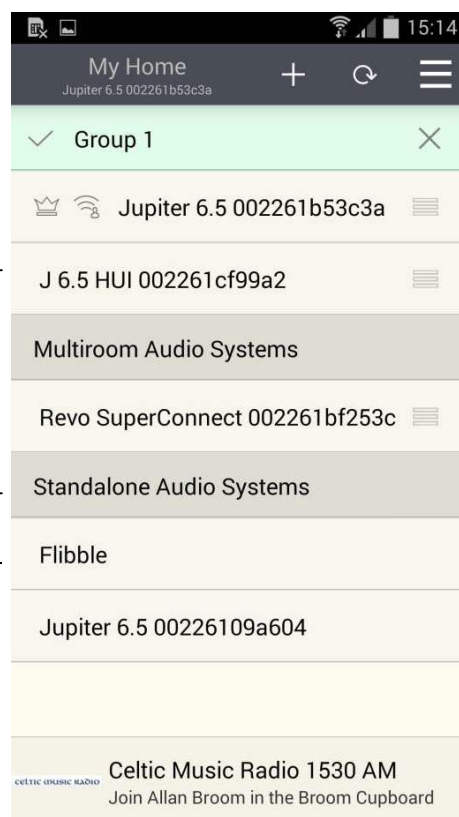 15:14
My Home
Jupiter 6.5 002261b53c3a
Group 1
Jupiter 6.5 002261b53c3a
J 6.5 HUI 002261cf99a2
Multiroom Audio Systems
Revo SuperConnect 002261bf253c
Standalone Audio Systems
Flibble
Jupiter 6.5 00226109a604
CELTIC MUSIC RADIO
Celtic Music Radio 1530 AM
Join Allan Broom in the Broom Cupboard